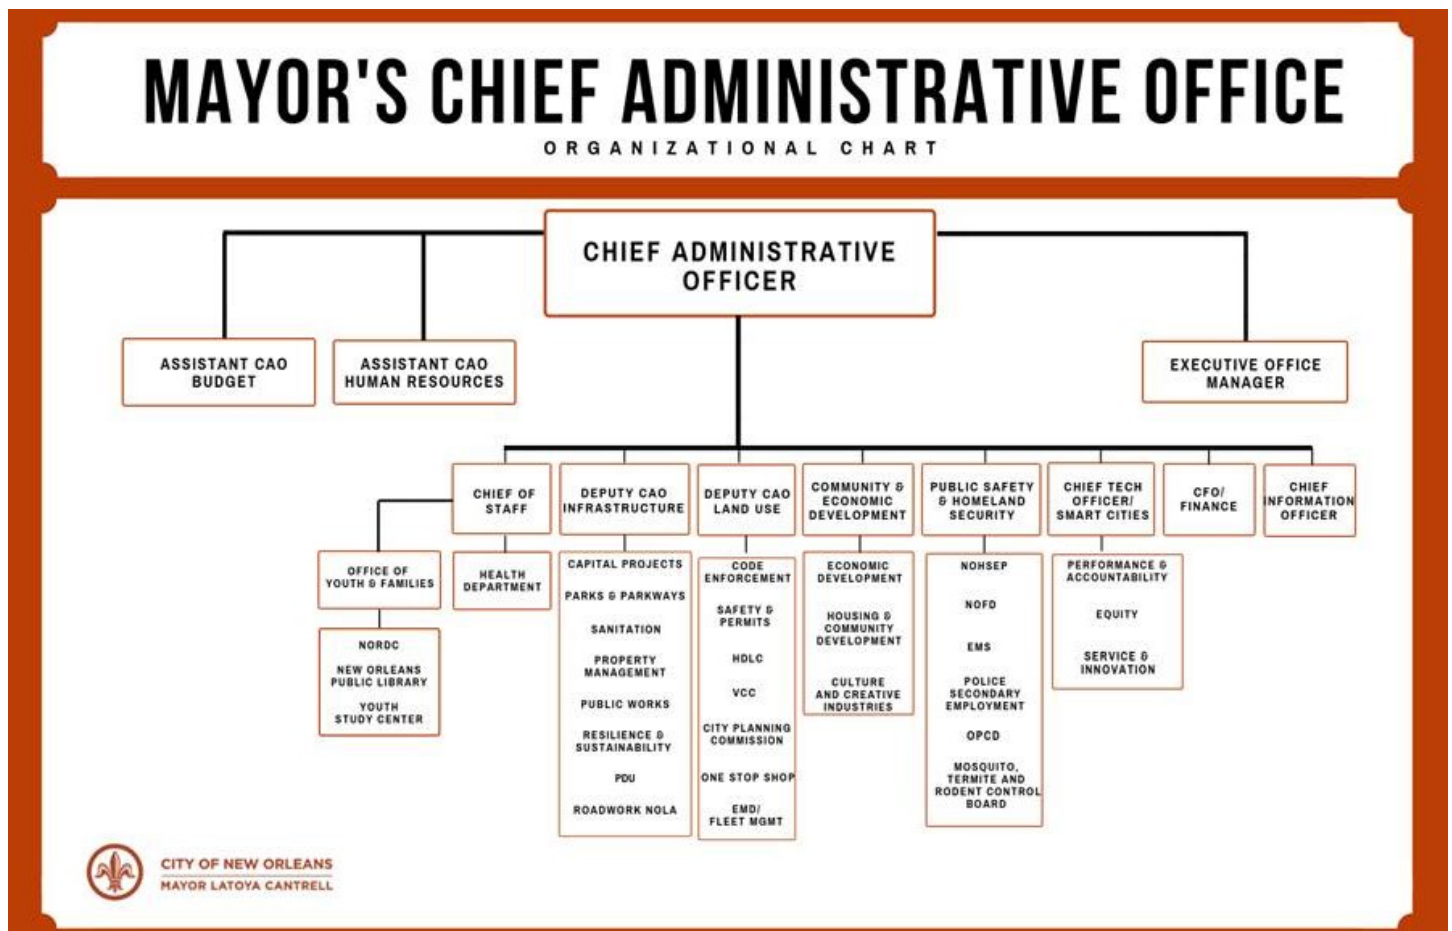 MAYOR'S CHIEF ADMINISTRATIVE OFFICE
ORGANIZATIONAL CHART
CHIEF ADMINISTRATIVE
OFFICER
ASSISTANT CAO
BUDGET
ASSISTANT CAO
HUMAN RESOURCES
EXECUTIVE OFFICE
MANAGER
CHIEF OF
STAFF
DEPUTY CAO
INFRASTRUCTURE
DEPUTY CAO
LAND USE
COMMUNITY &
ECONOMIC
DEVELOPMENT
PUBLIC SAFETY
& HOMELAND
SECURITY
CHIEF TECH
OFFICER/
SMART CITIES
CFO/
FINANCE
CHIEF
INFORMATION
OFFICER
OFFICE OF
YOUTH & FAMILIES
NORDC
NEW ORLEANS
PUBLIC LIBRARY
YOUTH
STUDY CENTER
HEALTH
DEPARTMENT
CAPITAL PROJECTS
PARKS & PARKWAYS
SANITATION
PROPERTY
MANAGEMENT
PUBLIC WORKS
RESILIENCE &
SUSTAINABILITY
PDU
ROADWORK NOLA
CODE
ENFORCEMENT
SAFETY &
PERMITS
HDLC
VCC
CITY PLANNING
COMMISSION
ONE STOP SHOP
EMD/
FLEET MGMT
ECONOMIC
DEVELOPMENT
HOUSING &
COMMUNITY
DEVELOPMENT
CULTURE
AND CREATIVE
INDUSTRIES
NOHSEP
NOFD
EMS
POLICE
SECONDARY
EMPLOYMENT
OPCD
MOSQUITO,
TERMITE AND
RODENT CONTROL
BOARD
PERFORMANCE &
ACCOUNTABILITY
EQUITY
SERVICE &
INNOVATION
CITY OF NEW ORLEANS
MAYOR LATOYA CANTRELL